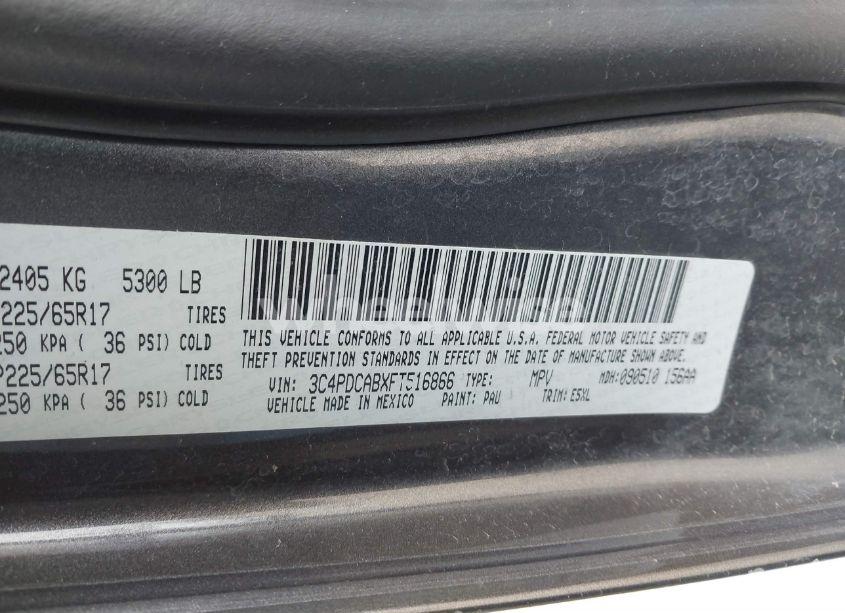 2405 KG 5300 LB
225/65R17 TIRES
250 KPA ( 36 PSI) COLD
P225/65R17 TIRES
250 KPA ( 36 PSI) COLD
THIS VEHICLE CONFORMS TO ALL APPLICABLE U.S.A. FEDERAL MOTOR VEHICLE SAFETY AND
THEFT PREVENTION STANDARDS IN EFFECT ON THE DATE OF MANUFACTURE SHOWN ABOVE.
VIN: 3C4PDCABXFT516866 TYPE: MPV MDH:090510 156AA
VEHICLE MADE IN MEXICO PAINT: PAU TRIM: E5XL